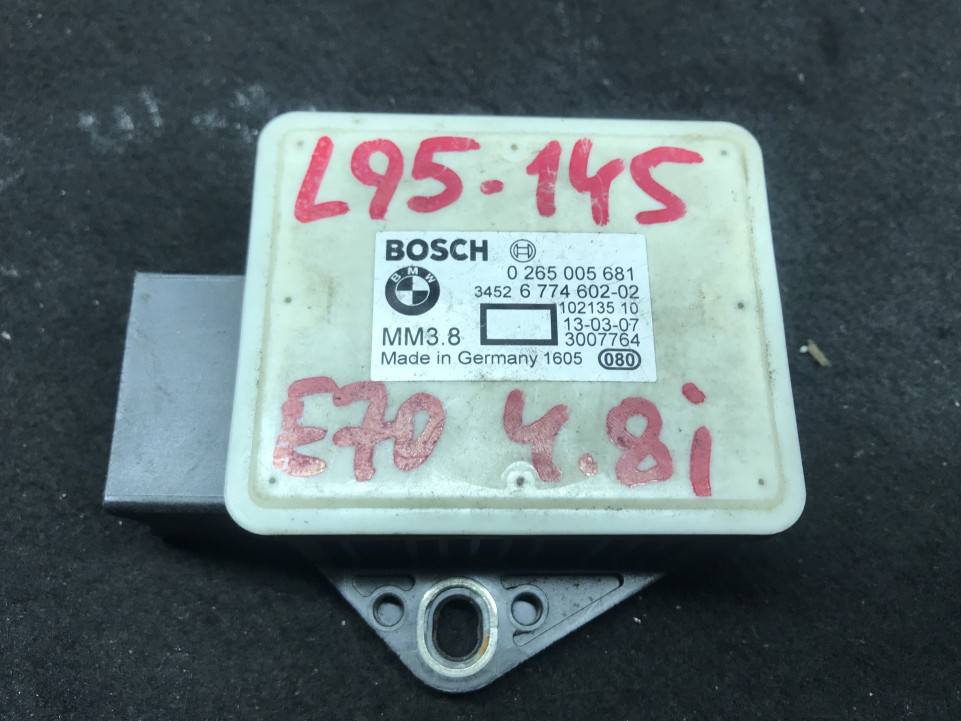 L95-145
BOSCH
0 265 005 681
BMW
3452 6 774 602-02
102135 10
13-03-07
MM3.8 3007764
Made in Germany 1605 080
E70 4.8i